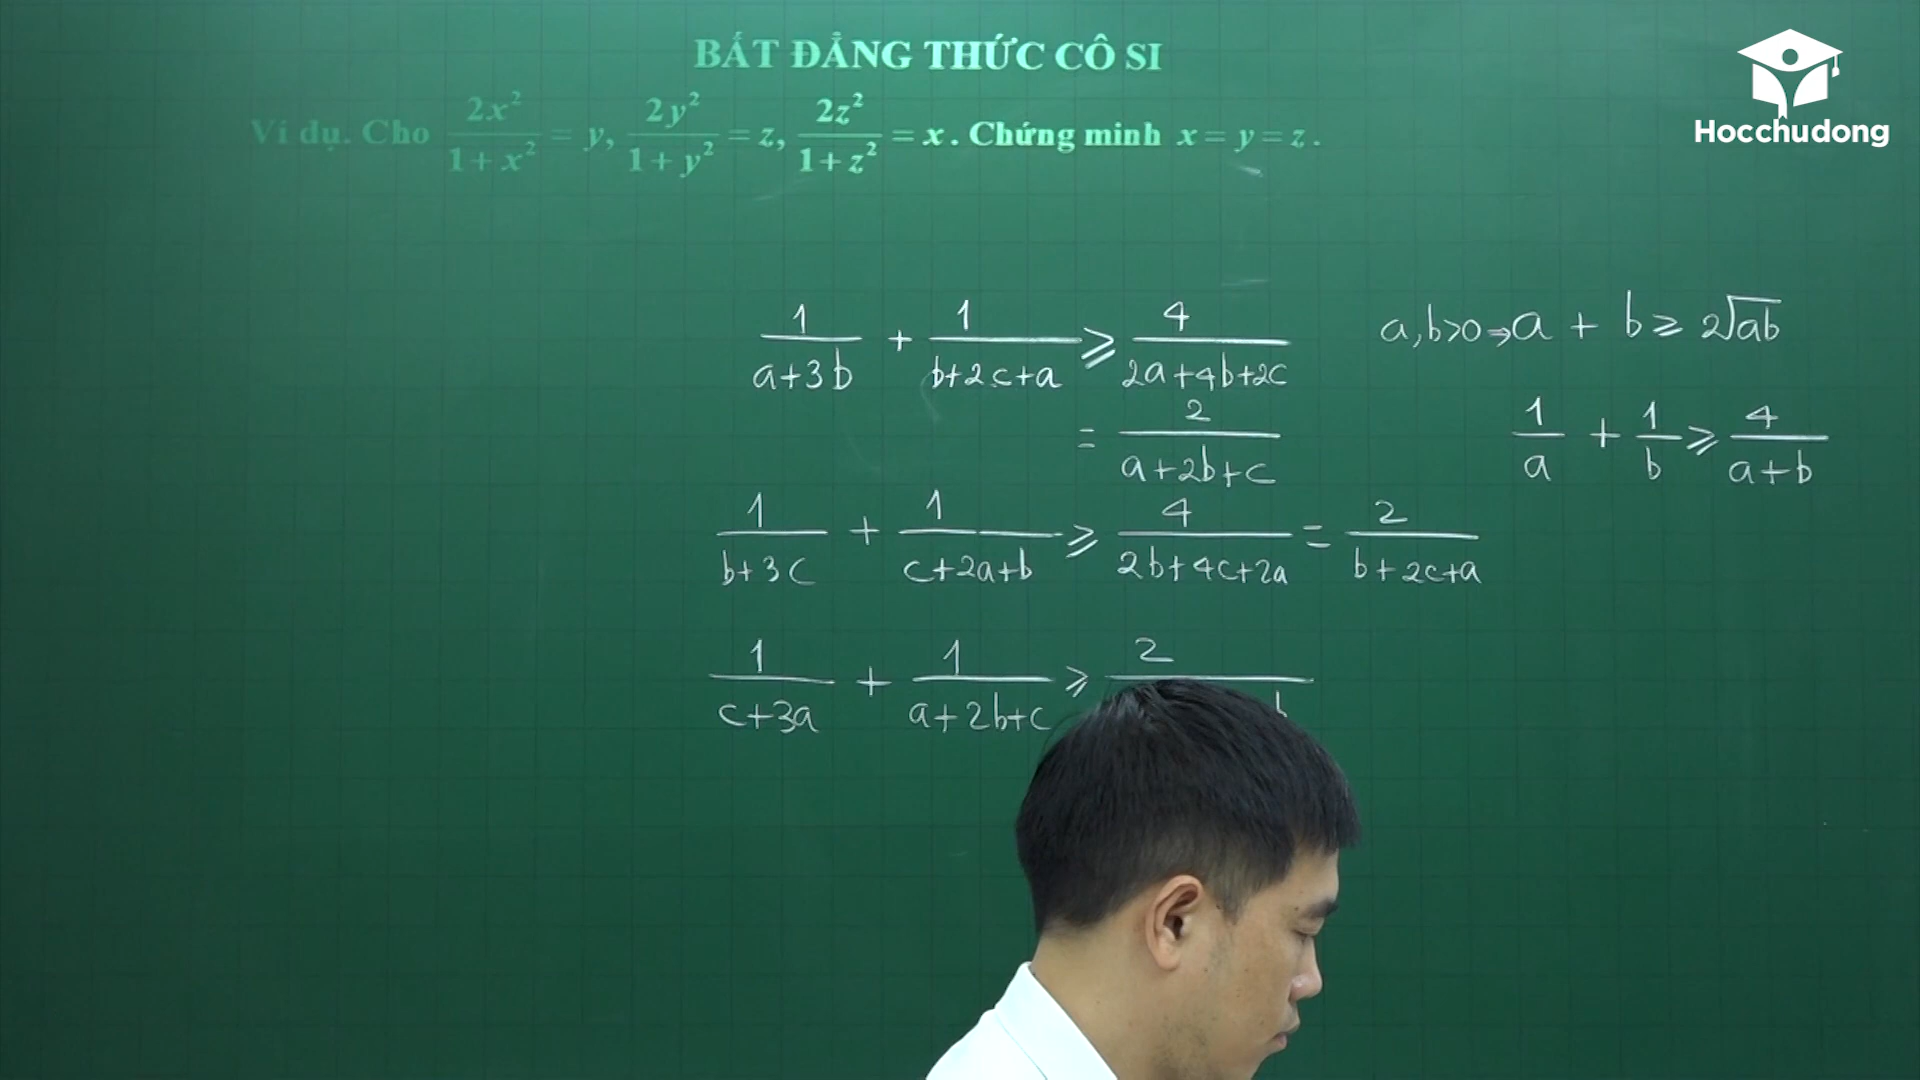 BẤT ĐẲNG THỨC CÔ SI
Hocchudong
Ví dụ. Cho 2x²/(1+x²) = y, 2y²/(1+y²) = z, 2z²/(1+z²) = x. Chứng minh x = y = z.
1/(a+3b) + 1/(b+2c+a) ⩾ 4/(2a+4b+2c)
= 2/(a+2b+c)
a,b>0 ⇒ a + b ≥ 2√ab
1/a + 1/b ⩾ 4/(a+b)
1/(b+3c) + 1/(c+2a+b) ⩾ 4/(2b+4c+2a) = 2/(b+2c+a)
1/(c+3a) + 1/(a+2b+c) ⩾ 2/ b